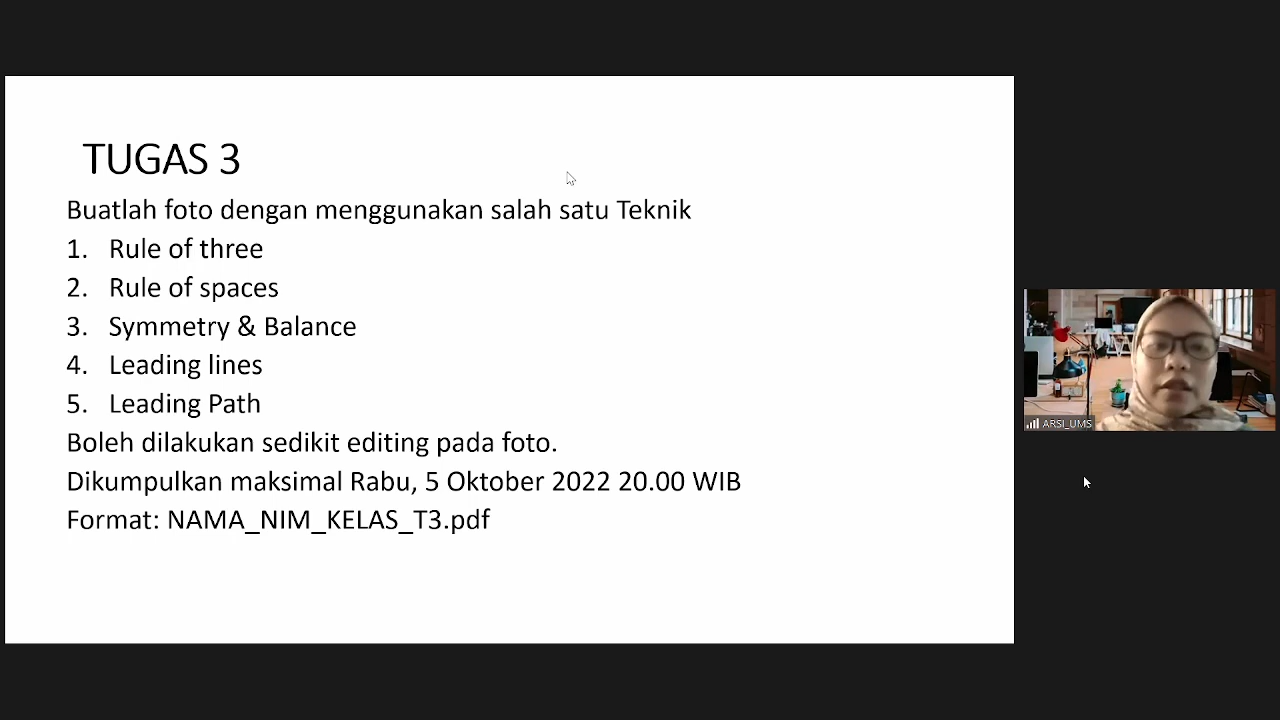 TUGAS 3
Buatlah foto dengan menggunakan salah satu Teknik
1. Rule of three
2. Rule of spaces
3. Symmetry & Balance
4. Leading lines
5. Leading Path
Boleh dilakukan sedikit editing pada foto.
Dikumpulkan maksimal Rabu, 5 Oktober 2022 20.00 WIB
Format: NAMA_NIM_KELAS_T3.pdf
ARSI_UMS